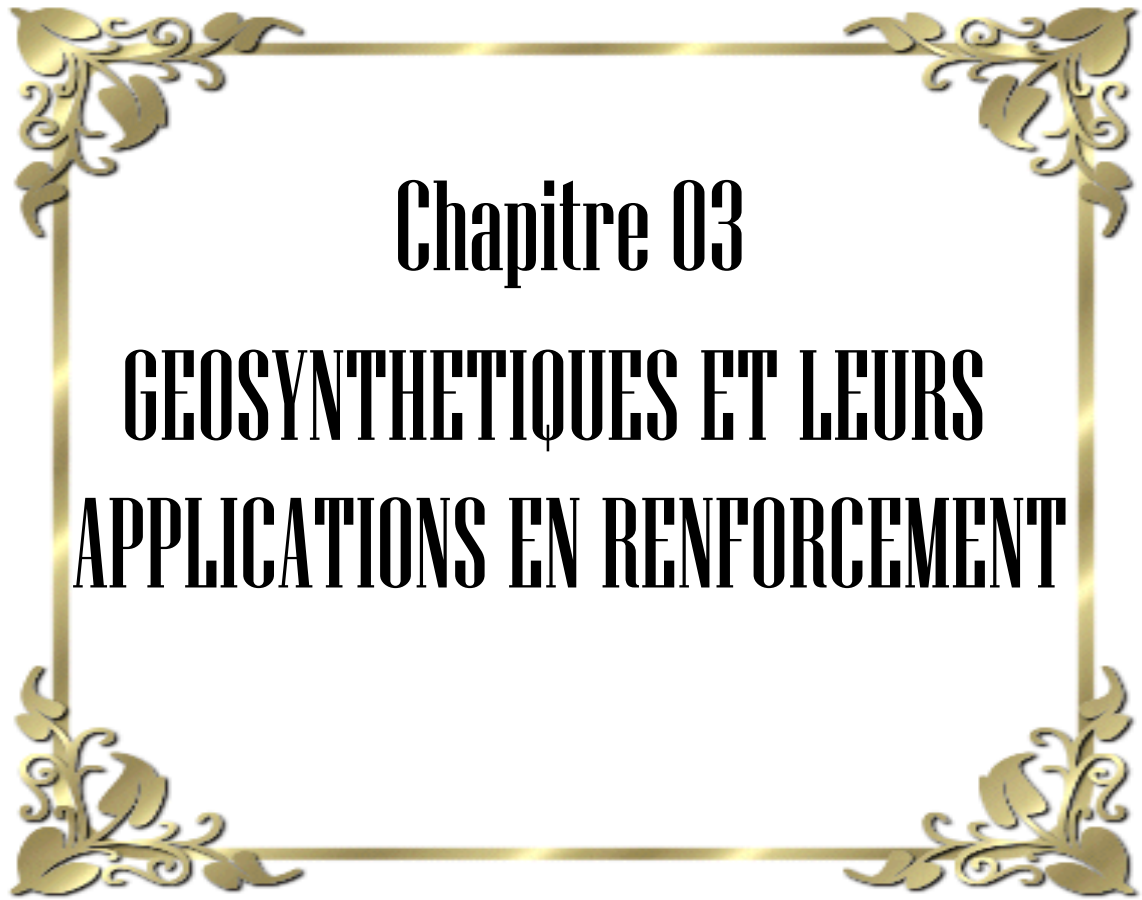 Chapitre 03
GEOSYNTHETIQUES ET LEURS
APPLICATIONS EN RENFORCEMENT